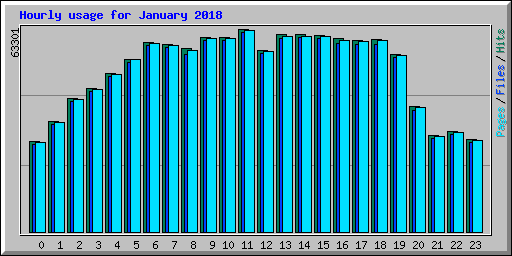 Hourly usage for January 2018
63301
Pages/Files/Hits
0 1 2 3 4 5 6 7 8 9 10 11 12 13 14 15 16 17 18 19 20 21 22 23